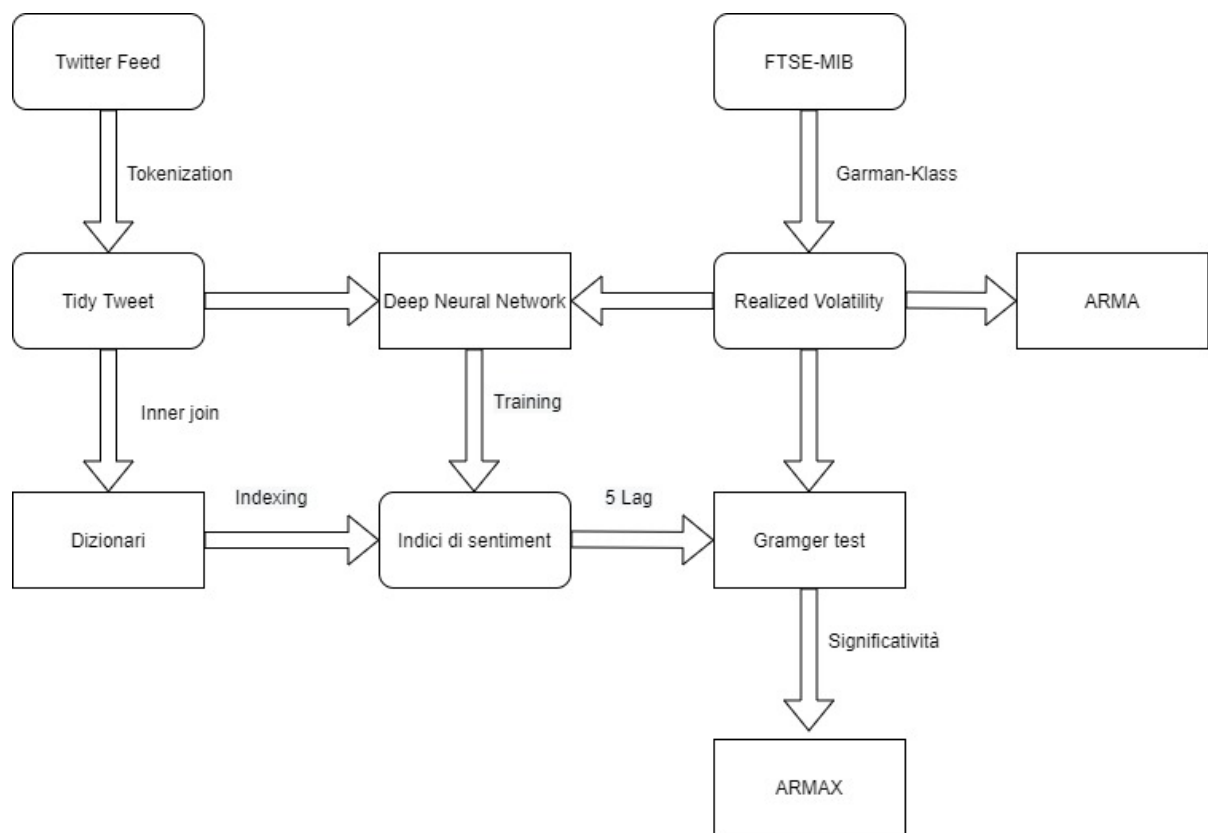 Twitter Feed
FTSE-MIB
Tokenization
Garman-Klass
Tidy Tweet
Deep Neural Network
Realized Volatility
ARMA
Inner join
Training
Indexing
5 Lag
Dizionari
Indici di sentiment
Gramger test
Significatività
ARMAX